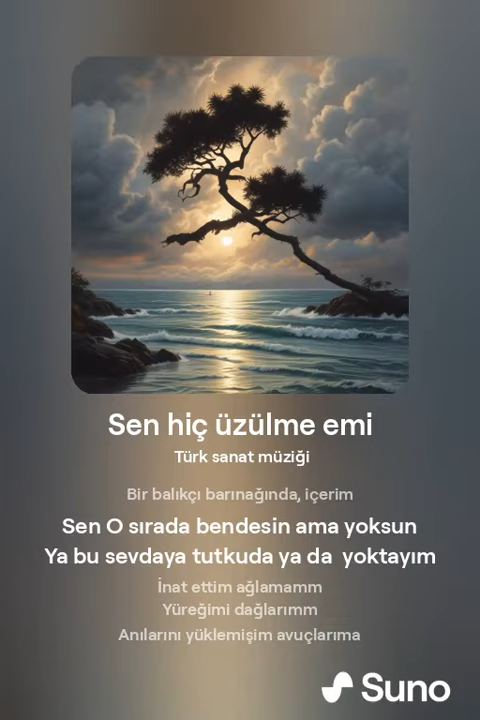 Sen hiç üzülme emi
Türk sanat müziği
Bir balıkçı barınağında, içerim
Sen O sırada bendesin ama yoksun
Ya bu sevdaya tutkuda ya da  yoktayım
İnat ettim ağlamamm
Yüreğimi dağlarımm
Anılarını yüklemişim avuçlarıma
Suno